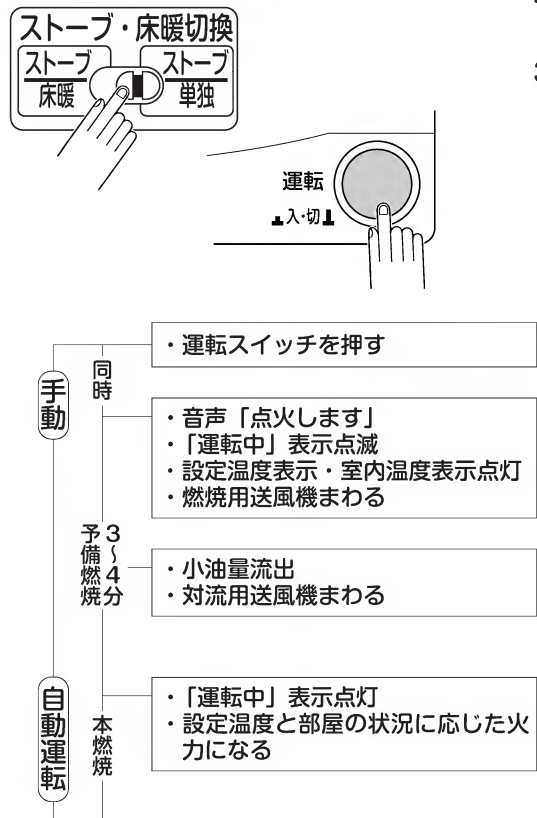 ストーブ・床暖切換
ストーブ
床暖
ストーブ
単独
運転
入・切
手動
同時
・運転スイッチを押す
・音声「点火します」
・「運転中」表示点滅
・設定温度表示・室内温度表示点灯
・燃焼用送風機まわる
3～4分
予備燃焼
・小油量流出
・対流用送風機まわる
自動運転
本燃焼
・「運転中」表示点灯
・設定温度と部屋の状況に応じた火
力になる